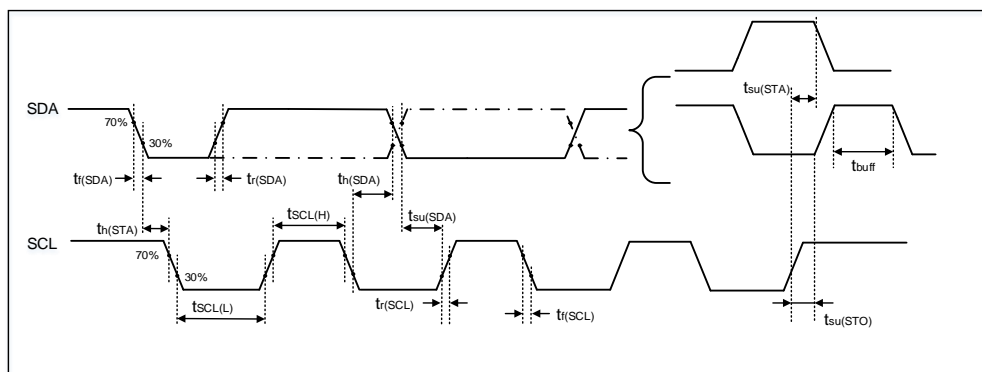 SDA
70%
30%
tf(SDA)
tr(SDA)
th(SDA)
tsu(STA)
tbuff
th(STA)
tSCL(H)
tsu(SDA)
SCL
70%
30%
tSCL(L)
tr(SCL)
tf(SCL)
tsu(STO)